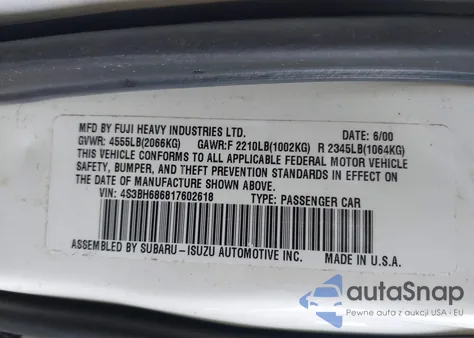 MFD BY FUJI HEAVY INDUSTRIES LTD. DATE: 6/00
GVWR: 4555LB(2066KG) GAWR:F 2210LB(1002KG) R 2345LB(1064KG)
THIS VEHICLE CONFORMS TO ALL APPLICABLE FEDERAL MOTOR VEHICLE
SAFETY, BUMPER, AND THEFT PREVENTION STANDARDS IN EFFECT ON
THE DATE OF MANUFACTURE SHOWN ABOVE.
VIN: 4S3BH686817602618 TYPE: PASSENGER CAR
ASSEMBLED BY SUBARU-ISUZU AUTOMOTIVE INC. IN U.S.A.
autoSnap
Pewne auta z aukcji USA i EU